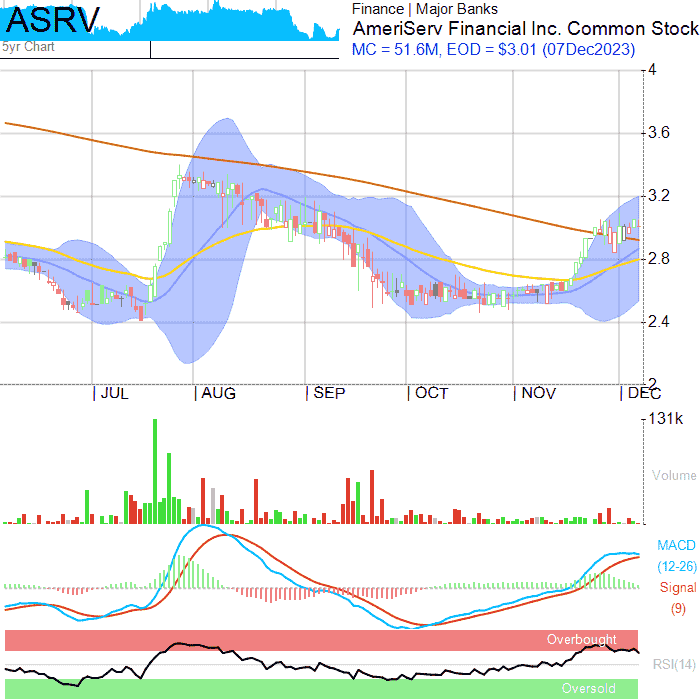 ASRV
5yr Chart
Finance | Major Banks
AmeriServ Financial Inc. Common Stock
MC = 51.6M, EOD = $3.01 (07Dec2023)
4
3.6
3.2
2.8
2.4
2
JUL AUG SEP OCT NOV DEC
131k
Volume
MACD
(12-26)
Signal
(9)
Overbought
RSI(14)
Oversold